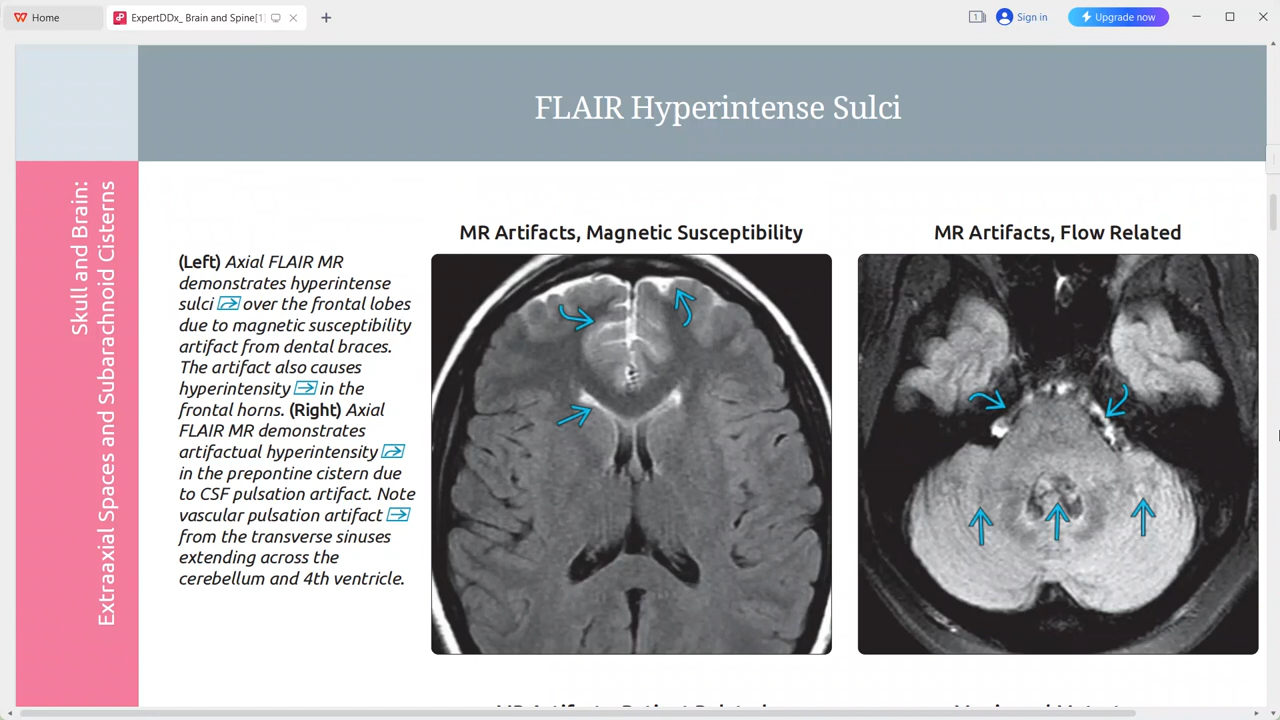 Home
ExpertDDx_ Brain and Spine[1]
1
Sign in
Upgrade now
FLAIR Hyperintense Sulci
Skull and Brain:
Extraaxial Spaces and Subarachnoid Cisterns
MR Artifacts, Magnetic Susceptibility
MR Artifacts, Flow Related
(Left) Axial FLAIR MR
demonstrates hyperintense
sulci over the frontal lobes
due to magnetic susceptibility
artifact from dental braces.
The artifact also causes
hyperintensity in the
frontal horns. (Right) Axial
FLAIR MR demonstrates
artifactual hyperintensity
in the prepontine cistern due
to CSF pulsation artifact. Note
vascular pulsation artifact
from the transverse sinuses
extending across the
cerebellum and 4th ventricle.